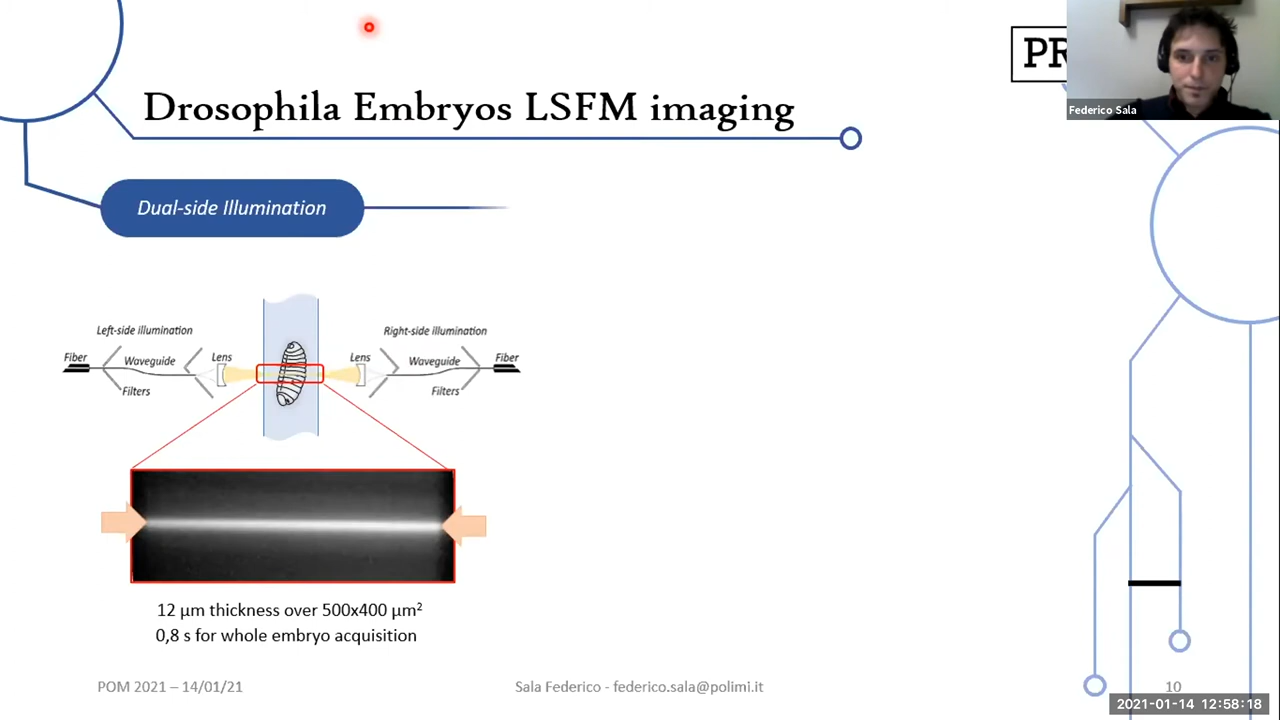 PR
Federico Sala
Drosophila Embryos LSFM imaging
Dual-side Illumination
Left-side illumination
Right-side illumination
Fiber
Waveguide
Lens
Lens
Waveguide
Fiber
Filters
Filters
12 µm thickness over 500x400 µm²
0,8 s for whole embryo acquisition
POM 2021 – 14/01/21
Sala Federico - federico.sala@polimi.it
10
2021-01-14 12:58:18